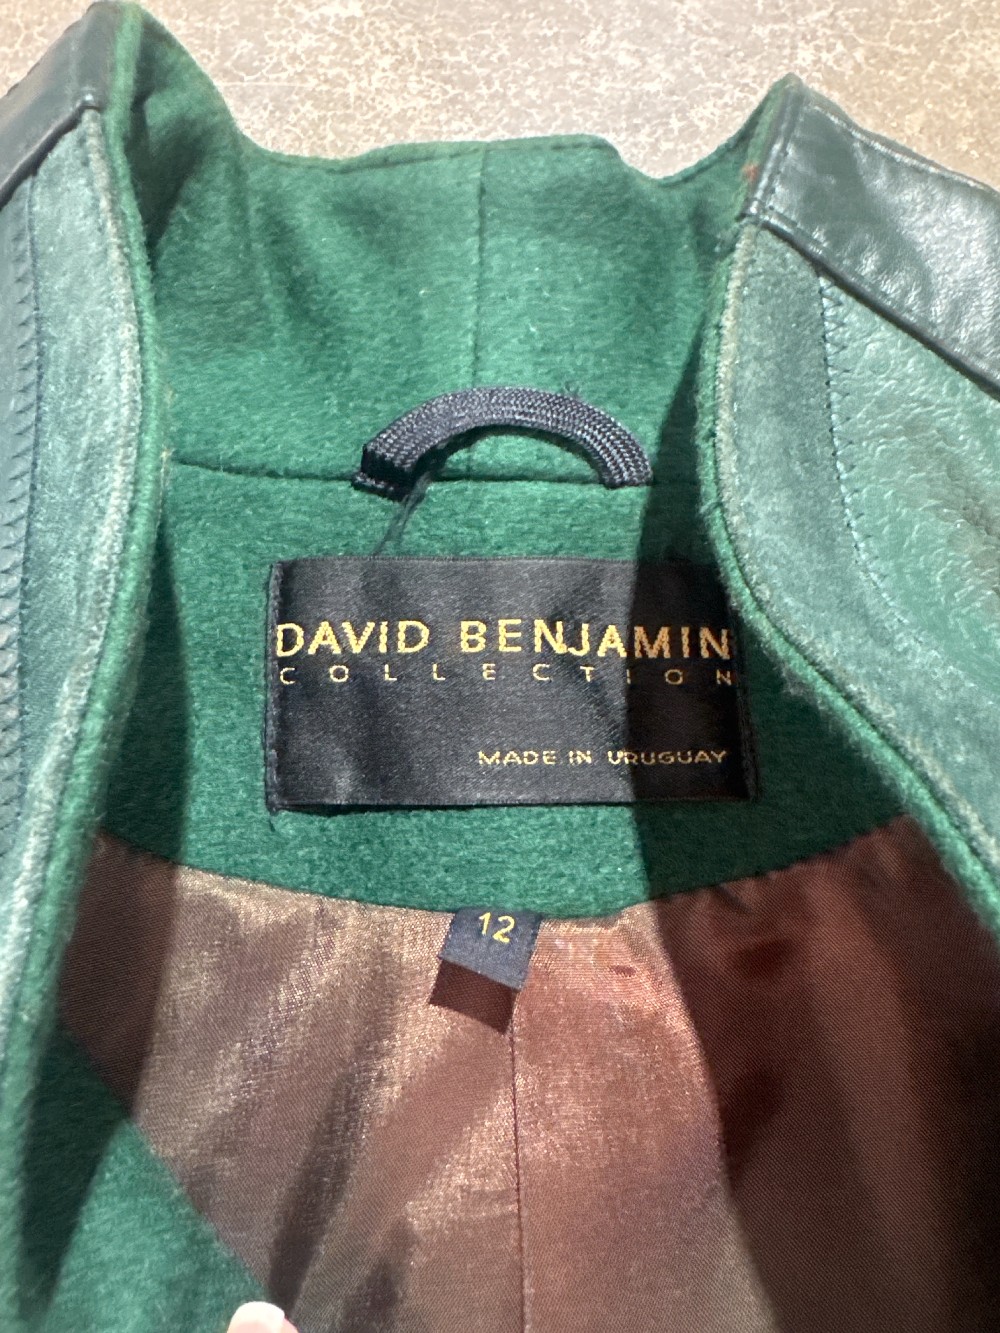 DAVID BENJAMIN
COLLECTION
MADE IN URUGUAY
12